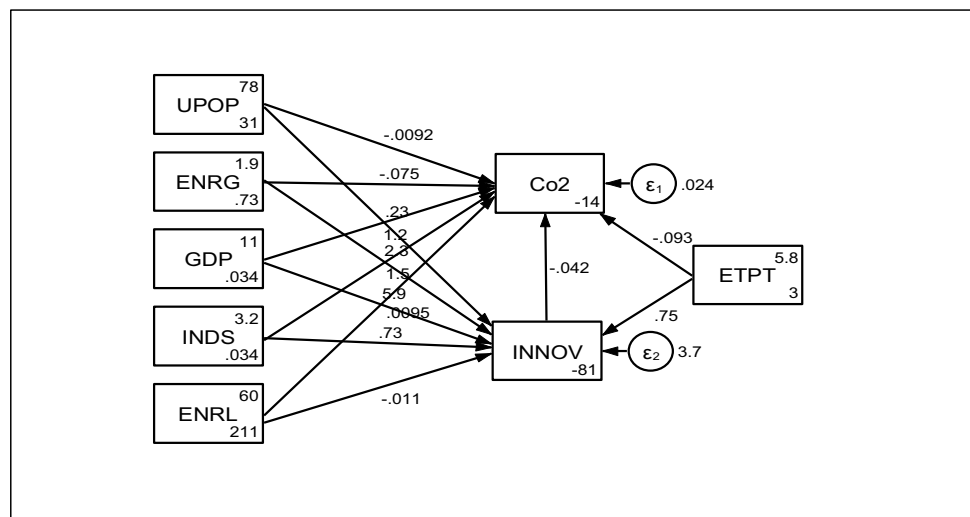 78
UPOP
31
1.9
ENRG
.73
11
GDP
.034
3.2
INDS
.034
60
ENRL
211
-.0092
-.075
.23
1.2
2.3
1.5
5.9
.0095
.73
-.011
Co2
-14
ε1
.024
-.042
-.093
5.8
ETPT
3
.75
INNOV
-81
ε2
3.7